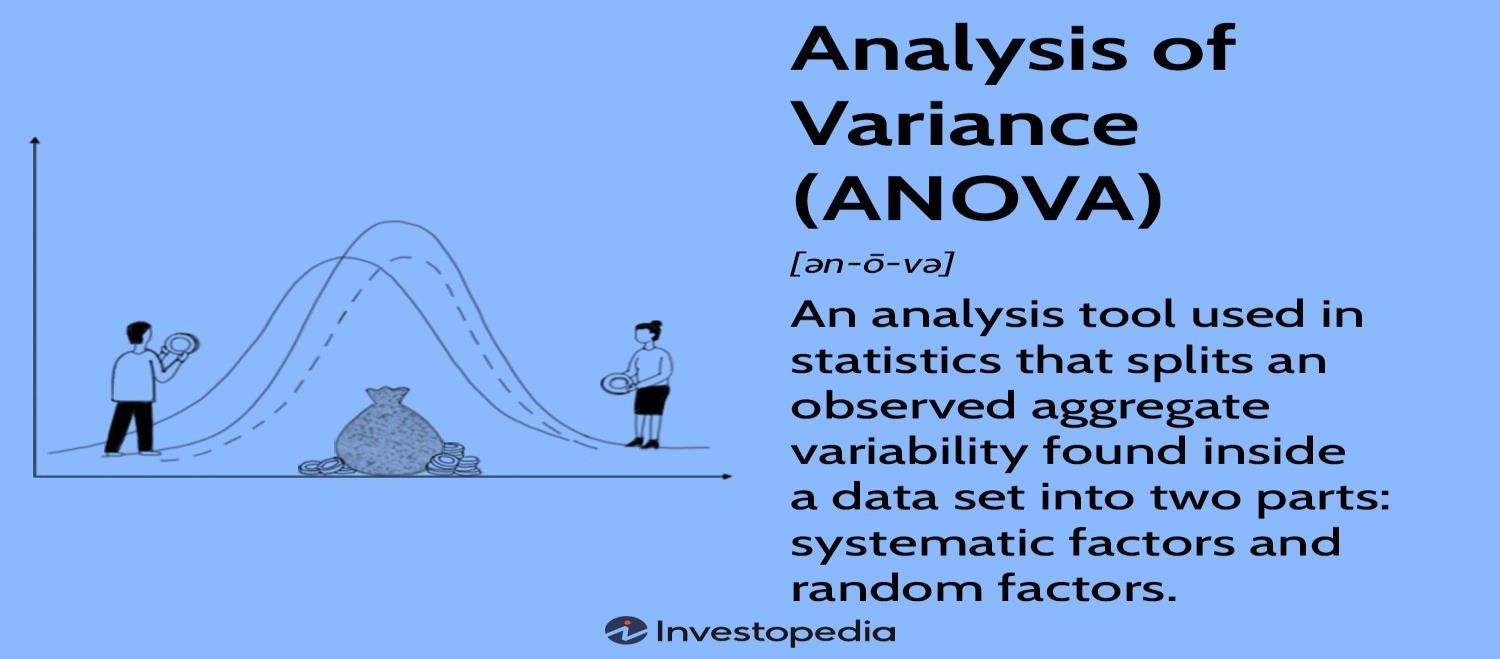 Analysis of
Variance
(ANOVA)
[ən-ō-və]
An analysis tool used in
statistics that splits an
observed aggregate
variability found inside
a data set into two parts:
systematic factors and
random factors.
Investopedia